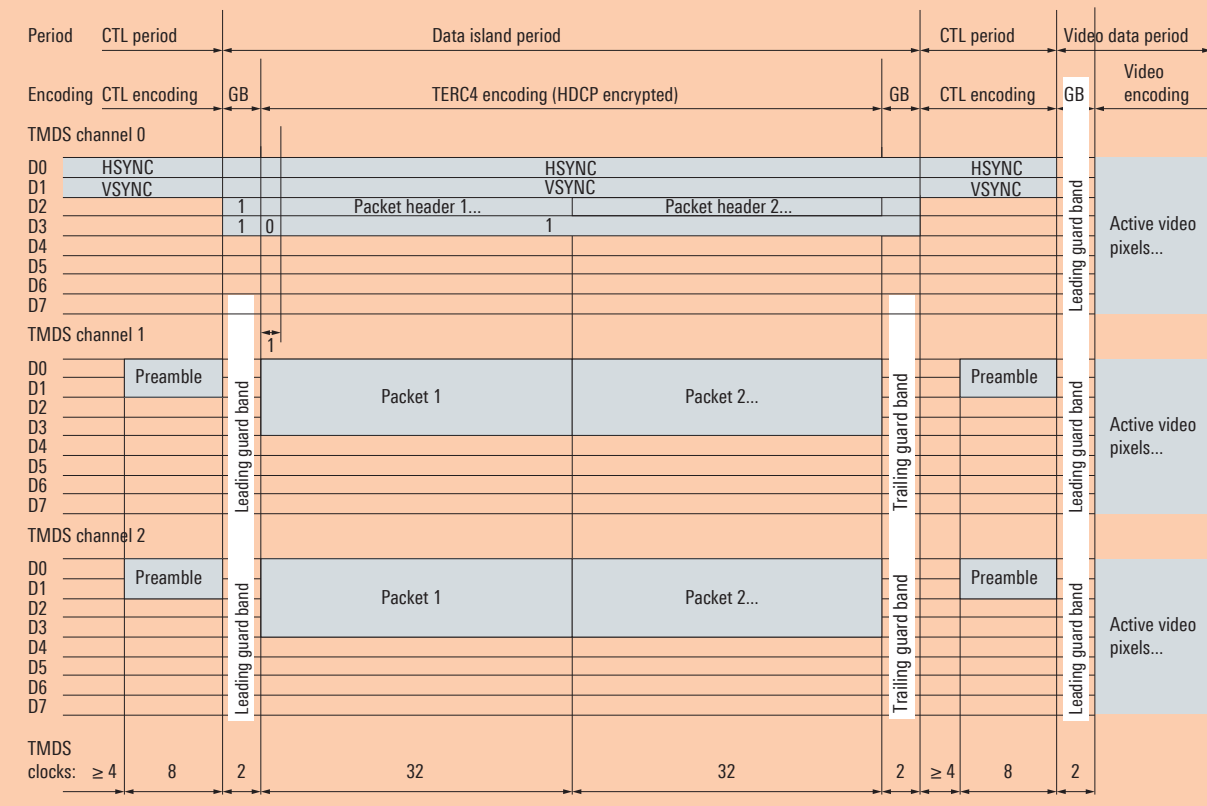 Period CTL period Data island period CTL period Video data period
Encoding CTL encoding GB TERC4 encoding (HDCP encrypted) GB CTL encoding GB Video encoding
TMDS channel 0
D0 HSYNC HSYNC HSYNC
D1 VSYNC VSYNC VSYNC
D2 1 Packet header 1... Packet header 2...
D3 1 0 1
D4
D5
D6
D7
Leading guard band
Active video
pixels...
TMDS channel 1
1
D0
D1
D2
D3
D4
D5
D6
D7
Preamble
Leading guard band
Packet 1
Packet 2...
Trailing guard band
Preamble
Leading guard band
Active video
pixels...
TMDS channel 2
D0
D1
D2
D3
D4
D5
D6
D7
Preamble
Leading guard band
Packet 1
Packet 2...
Trailing guard band
Preamble
Leading guard band
Active video
pixels...
TMDS
clocks: ≥ 4 8 2 32 32 2 ≥ 4 8 2